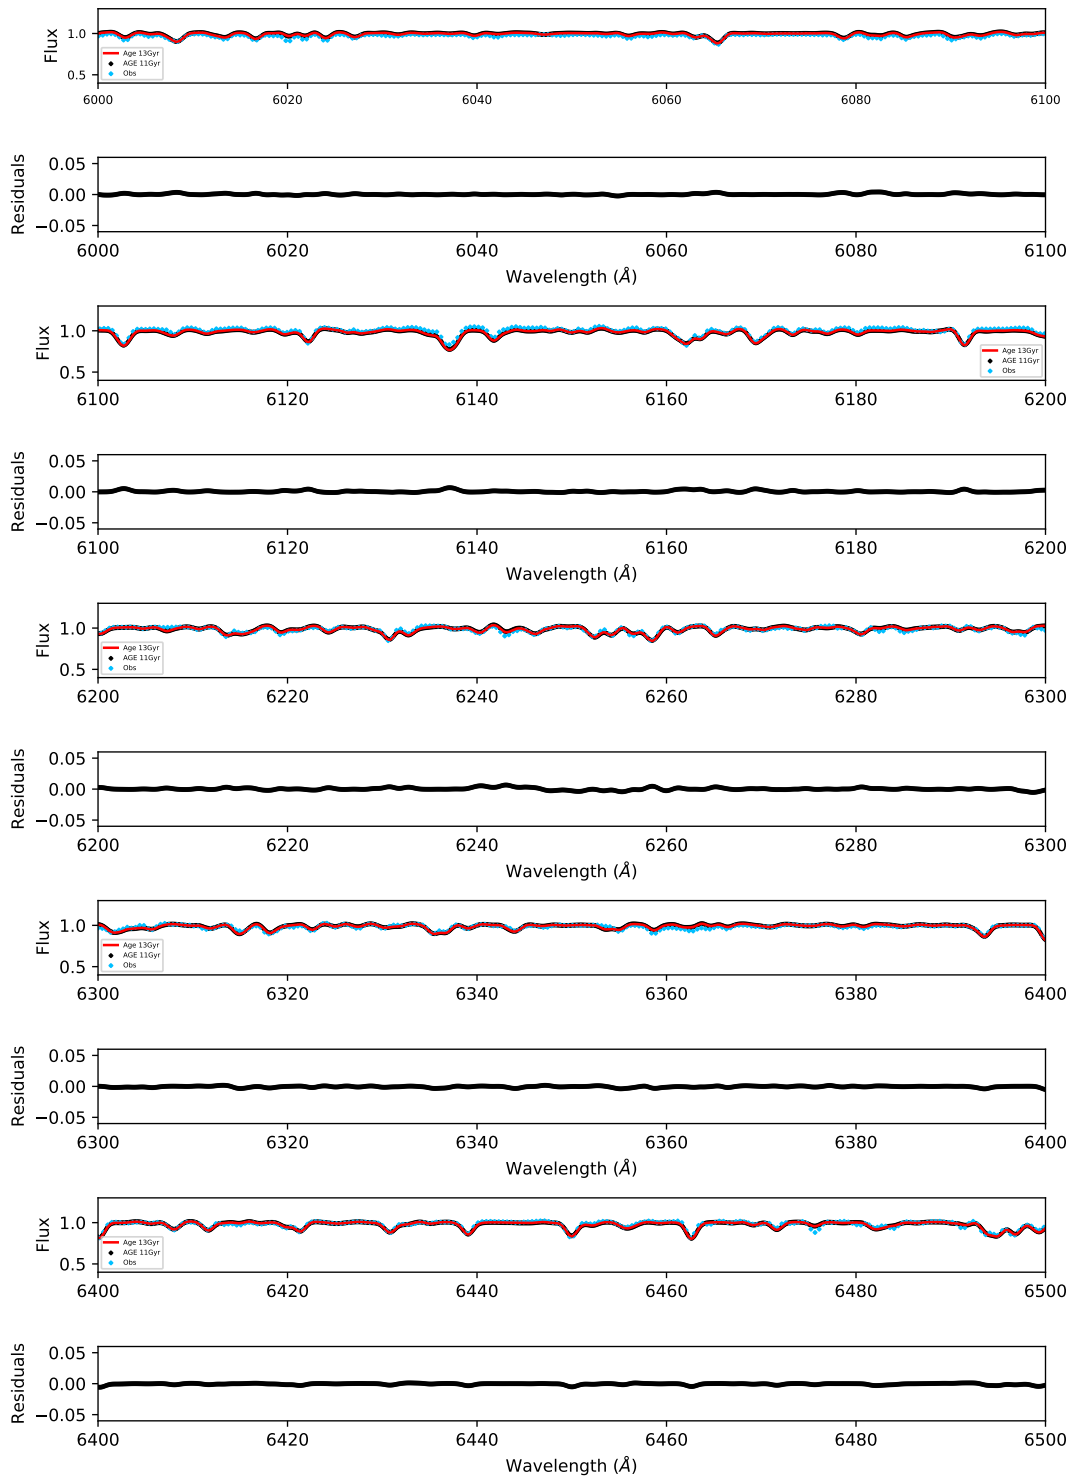 Flux
1.0
0.5
Age 13Gyr
AGE 11Gyr
Obs
6000 6020 6040 6060 6080 6100
Residuals
0.05
0.00
−0.05
6000 6020 6040 6060 6080 6100
Wavelength (Å)
Flux
1.0
0.5
Age 13Gyr
AGE 11Gyr
Obs
6100 6120 6140 6160 6180 6200
Residuals
0.05
0.00
−0.05
6100 6120 6140 6160 6180 6200
Wavelength (Å)
Flux
1.0
0.5
Age 13Gyr
AGE 11Gyr
Obs
6200 6220 6240 6260 6280 6300
Residuals
0.05
0.00
−0.05
6200 6220 6240 6260 6280 6300
Wavelength (Å)
Flux
1.0
0.5
Age 13Gyr
AGE 11Gyr
Obs
6300 6320 6340 6360 6380 6400
Residuals
0.05
0.00
−0.05
6300 6320 6340 6360 6380 6400
Wavelength (Å)
Flux
1.0
0.5
Age 13Gyr
AGE 11Gyr
Obs
6400 6420 6440 6460 6480 6500
Residuals
0.05
0.00
−0.05
6400 6420 6440 6460 6480 6500
Wavelength (Å)